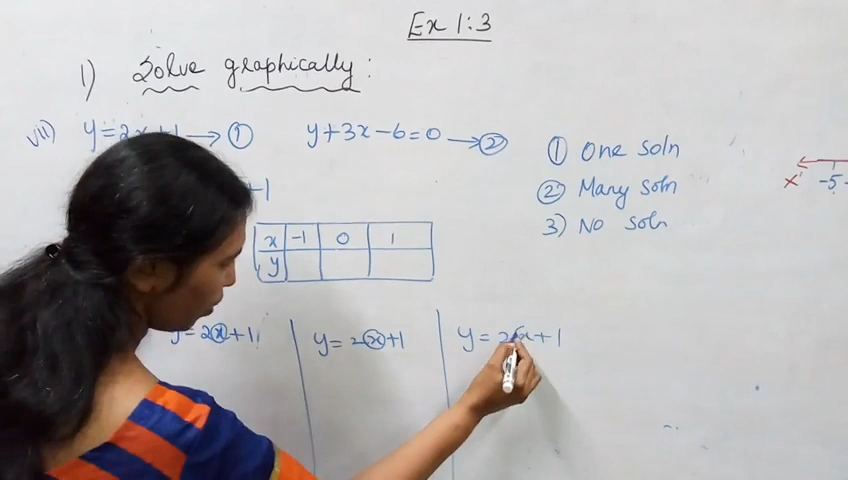 Ex 1:3
1) Solve graphically:
vii) y = 2x + 1 → ① y + 3x - 6 = 0 → ②
① One soln
② Many soln
3) No soln
+1
x -1 0 1
y
y = 2x + 1 y = 2x + 1 y = 2x + 1
x' -5